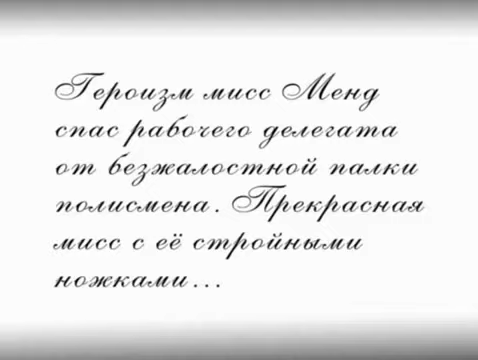 Героизм мисс Менд
спас рабочего делегата
от безжалостной палки
полисмена. Прекрасная
мисс с её стройными
ножками...